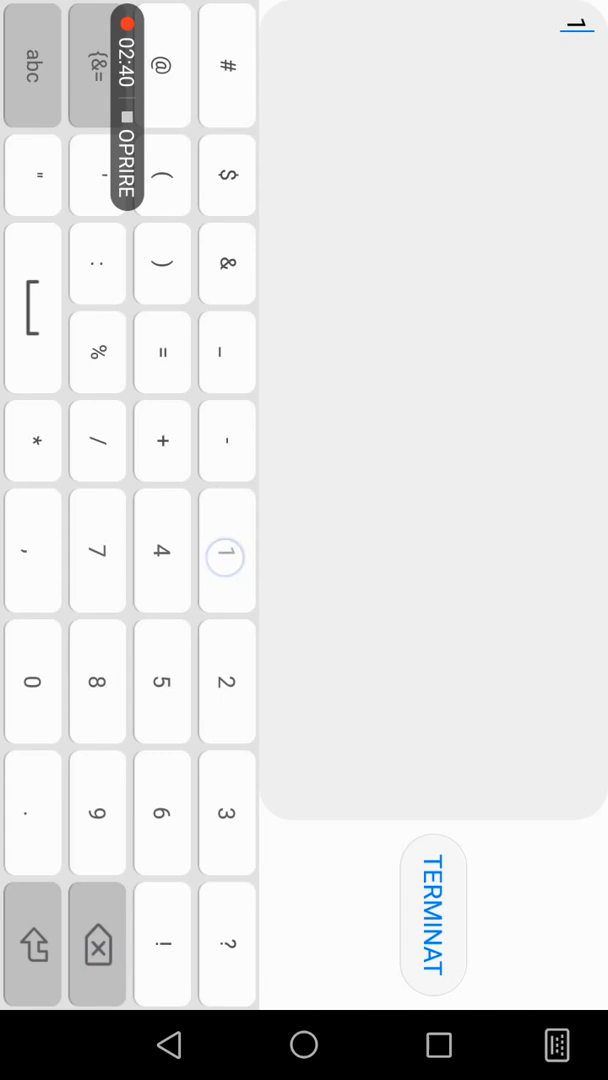 1
TERMINAT
# $ & _ - 1 2 3 ?
@ ( ) = + 4 5 6 !
{&= ' : % / 7 8 9
abc " * , 0 .
02:40 OPRIRE